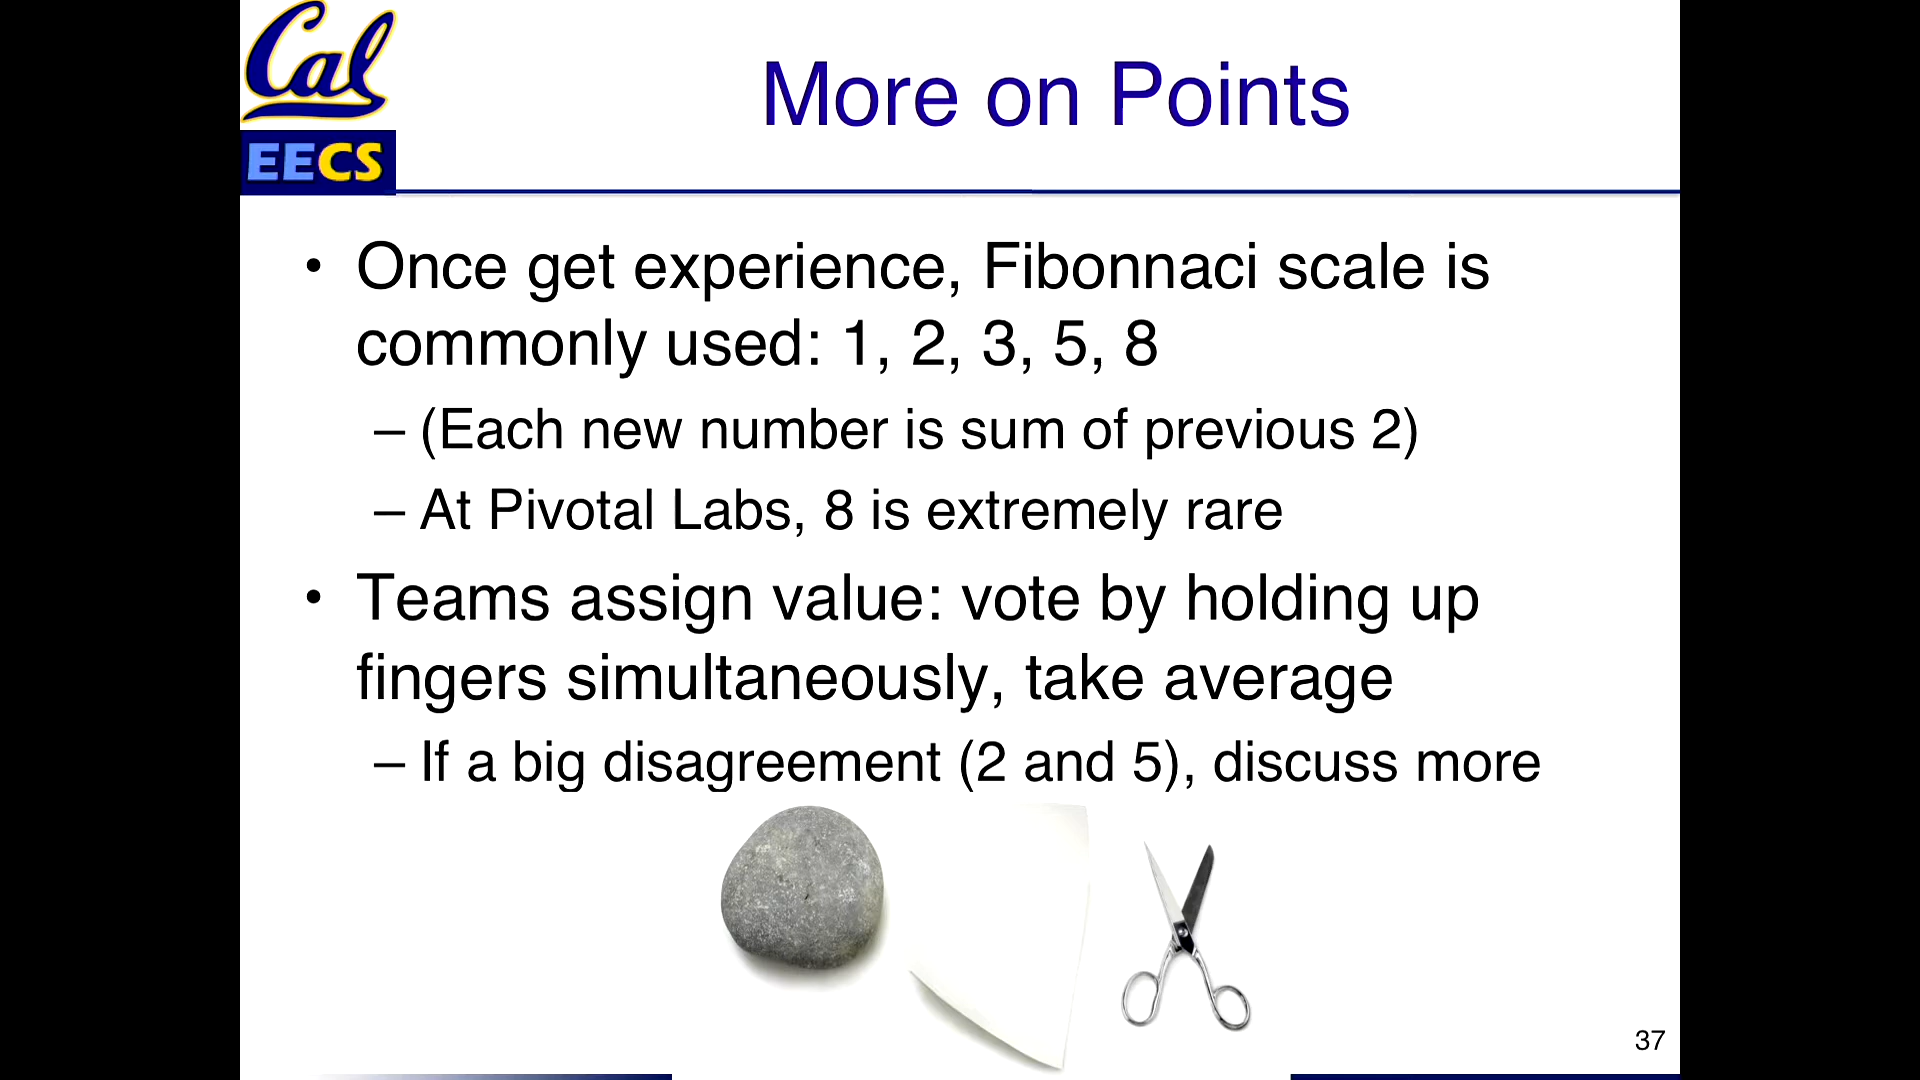 Cal
EECS
More on Points
• Once get experience, Fibonnaci scale is
commonly used: 1, 2, 3, 5, 8
– (Each new number is sum of previous 2)
– At Pivotal Labs, 8 is extremely rare
• Teams assign value: vote by holding up
fingers simultaneously, take average
– If a big disagreement (2 and 5), discuss more
37